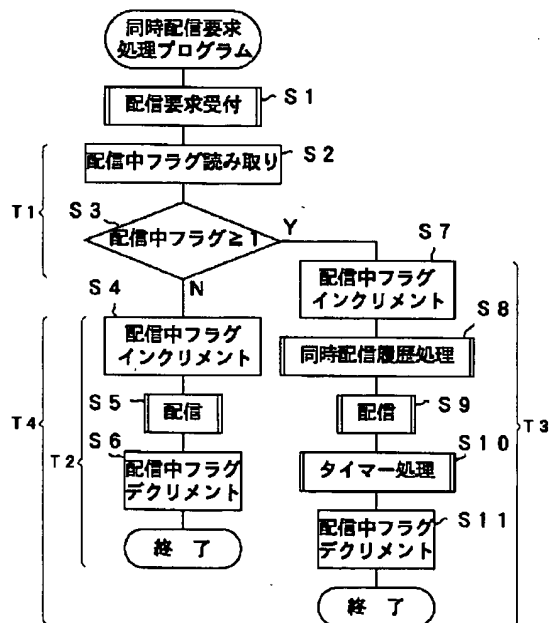 同時配信要求
処理プログラム
配信要求受付
S1
配信中フラグ読み取り
S2
T1
S3
配信中フラグ≧1
Y
N
S4
配信中フラグ
インクリメント
S5
配信
S6
配信中フラグ
デクリメント
終 了
T4
T2
S7
配信中フラグ
インクリメント
S8
同時配信履歴処理
配信
S9
S10
タイマー処理
配信中フラグ
デクリメント
S11
終 了
T3